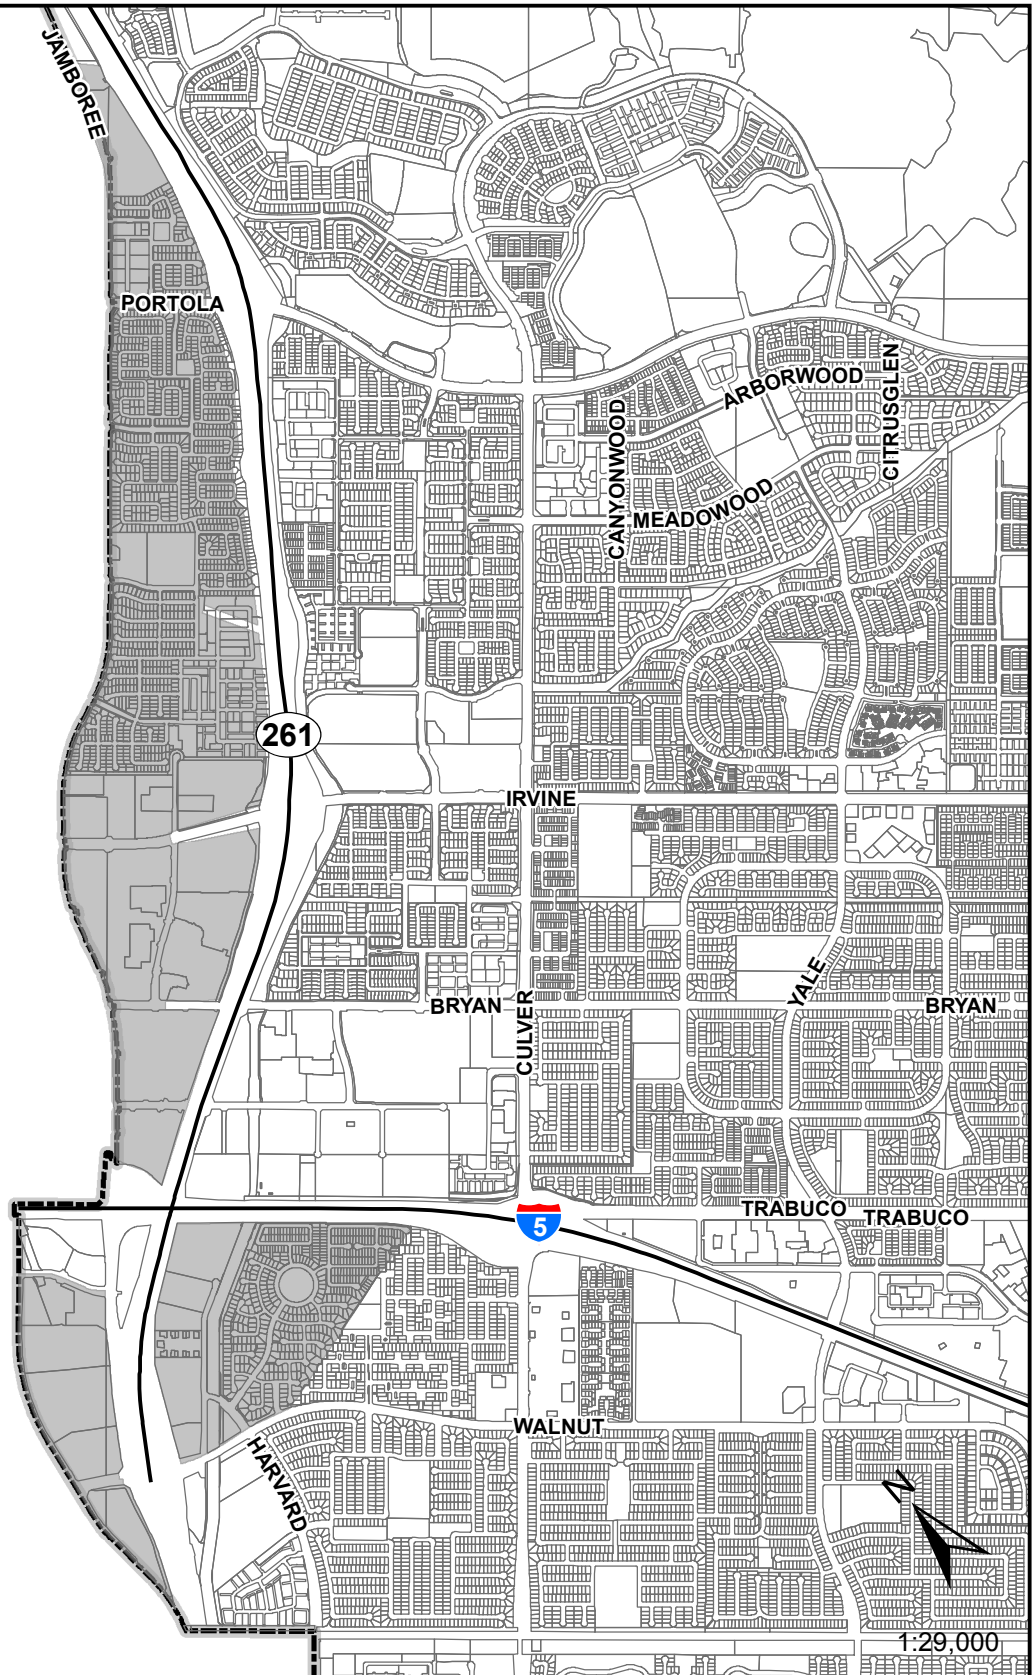 JAMBOREE
PORTOLA
ARBORWOOD
CITRUSGLEN
CANYONWOOD
MEADOWOOD
261
IRVINE
YALE
BRYAN
BRYAN
CULVER
TRABUCO
TRABUCO
5
WALNUT
HARVARD
N
1:29,000